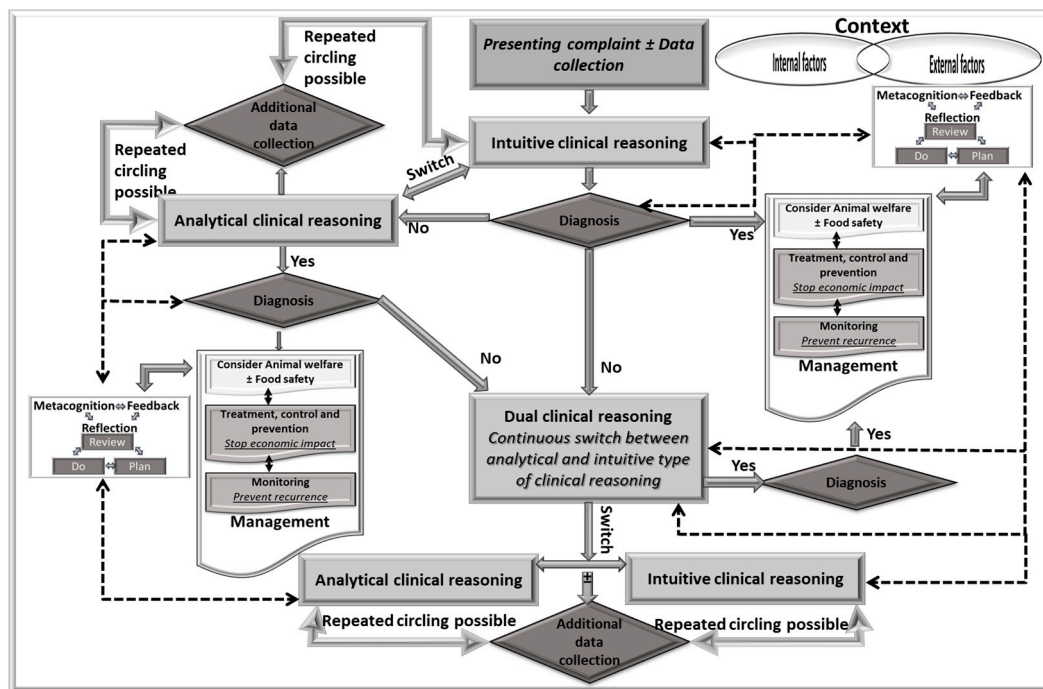 Context
Internal factors
External factors
Presenting complaint ± Data
collection
Repeated
circling
possible
Additional
data
collection
Metacognition⇔Feedback
Reflection
Review
Do
Plan
Intuitive clinical reasoning
Repeated
circling
possible
Switch
Analytical clinical reasoning
No
Diagnosis
Yes
Consider Animal welfare
± Food safety
Treatment, control and
prevention
Stop economic impact
Monitoring
Prevent recurrence
Management
Yes
Diagnosis
No
No
Consider Animal welfare
± Food safety
Treatment, control and
prevention
Stop economic impact
Monitoring
Prevent recurrence
Management
Metacognition⇔Feedback
Reflection
Review
Do
Plan
Dual clinical reasoning
Continuous switch between
analytical and intuitive type
of clinical reasoning
Yes
Yes
Diagnosis
Switch
Analytical clinical reasoning
Intuitive clinical reasoning
±
Repeated circling possible
Additional
data
collection
Repeated circling possible